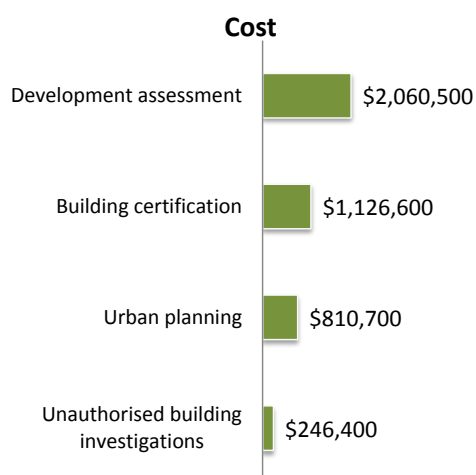 Cost
Development assessment
$2,060,500
Building certification
$1,126,600
Urban planning
$810,700
Unauthorised building
investigations
$246,400